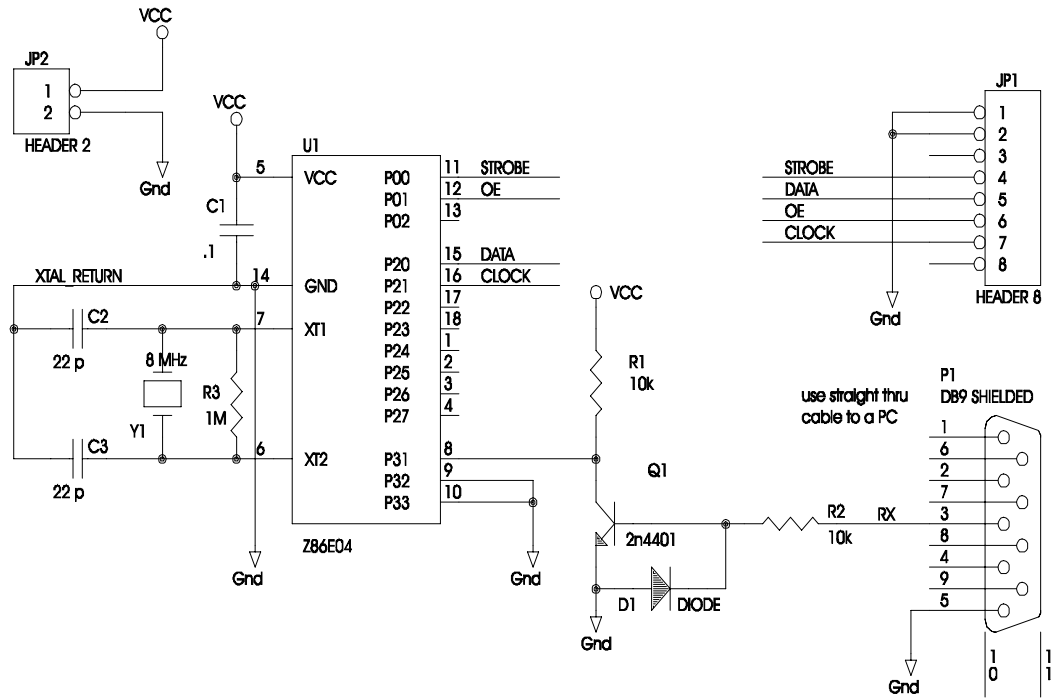 VCC
JP2
1
2
HEADER 2
Gnd
VCC
U1
5 VCC P00 11 STROBE
P01 12 OE
P02 13
C1
.1
P20 15 DATA
XTAL RETURN 14 GND P21 16 CLOCK
P22 17
C2 7 XT1 P23 18
22 p
P24 1
8 MHz
P25 2
R3
1M
P26 3
Y1
P27 4
C3 6 XT2 P31 8
22 p
P32 9
P33 10
Z86E04
Gnd
Gnd
VCC
R1
10k
Q1
2n4401
R2
10k
RX
D1 DIODE
Gnd
JP1
1
2
3
STROBE 4
DATA 5
OE 6
CLOCK 7
8
HEADER 8
Gnd
use straight thru
cable to a PC
P1
DB9 SHIELDED
1
6
2
7
3
8
4
9
5
Gnd
1 1
0 1